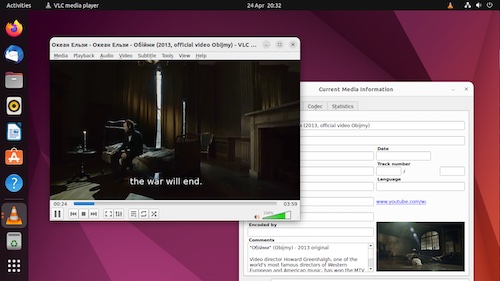 Activities
VLC media player
24 Apr 20:32
Океан Ельзи - Океан Ельзи - Обійми (2013, official video Obijmy) - VLC ...
Media Playback Audio Video Subtitle Tools View Help
the war will end.
00:24
03:59
Current Media Information
Codec Statistics
(2013, official video Obijmy)
Date
Track number
/
Language
www.youtube.com/w
Encoded by
Comments
"Обійми" (Obijmy) - 2013 original
Video director Howard Greenhalgh, one of the
world's most famous directors of Western
European and American music, has won the MTV